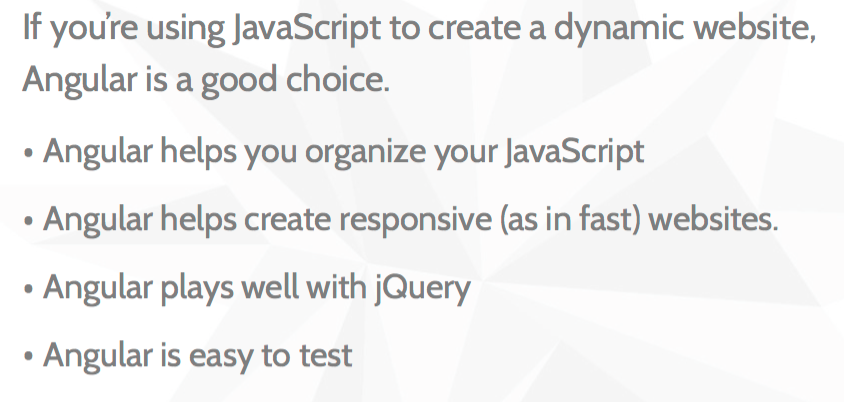 If you're using JavaScript to create a dynamic website,
Angular is a good choice.
• Angular helps you organize your JavaScript
• Angular helps create responsive (as in fast) websites.
• Angular plays well with jQuery
• Angular is easy to test